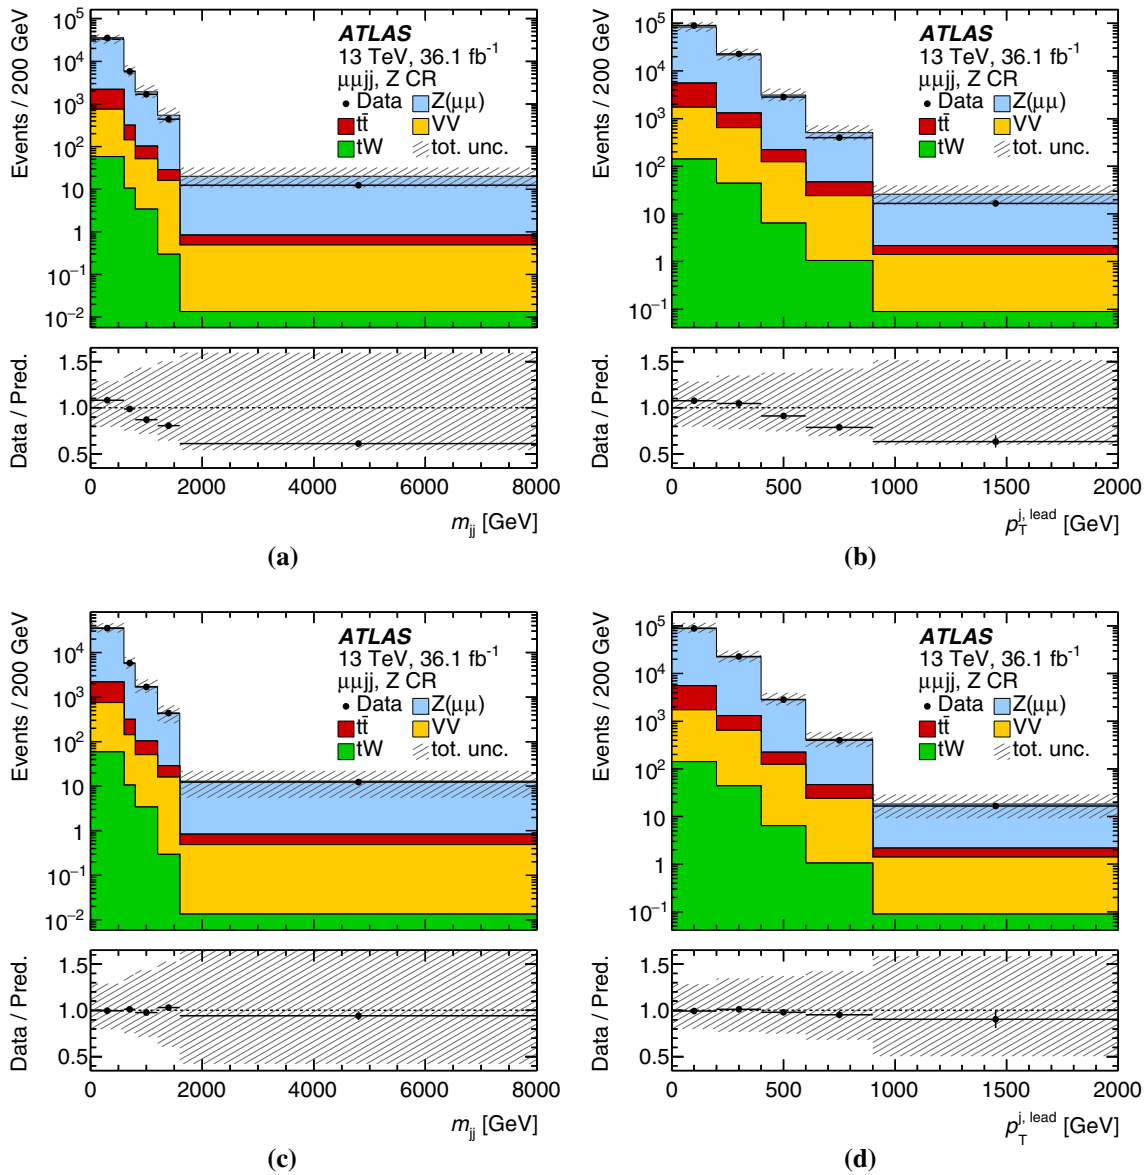 Events / 200 GeV
10⁵
10⁴
10³
10²
10
1
10⁻¹
10⁻²
ATLAS
13 TeV, 36.1 fb⁻¹
μμjj, Z CR
Data
Z(μμ)
tt̄
VV
tW
tot. unc.
Data / Pred.
1.5
1.0
0.5
0
2000
4000
6000
8000
m_jj [GeV]
(a)
Events / 200 GeV
10⁵
10⁴
10³
10²
10
1
10⁻¹
ATLAS
13 TeV, 36.1 fb⁻¹
μμjj, Z CR
Data
Z(μμ)
tt̄
VV
tW
tot. unc.
Data / Pred.
1.5
1.0
0.5
0
500
1000
1500
2000
p_T^{j, lead} [GeV]
(b)
Events / 200 GeV
10⁴
10³
10²
10
1
10⁻¹
10⁻²
ATLAS
13 TeV, 36.1 fb⁻¹
μμjj, Z CR
Data
Z(μμ)
tt̄
VV
tW
tot. unc.
Data / Pred.
1.5
1.0
0.5
0
2000
4000
6000
8000
m_jj [GeV]
(c)
Events / 200 GeV
10⁵
10⁴
10³
10²
10
1
10⁻¹
ATLAS
13 TeV, 36.1 fb⁻¹
μμjj, Z CR
Data
Z(μμ)
tt̄
VV
tW
tot. unc.
Data / Pred.
1.5
1.0
0.5
0
500
1000
1500
2000
p_T^{j, lead} [GeV]
(d)